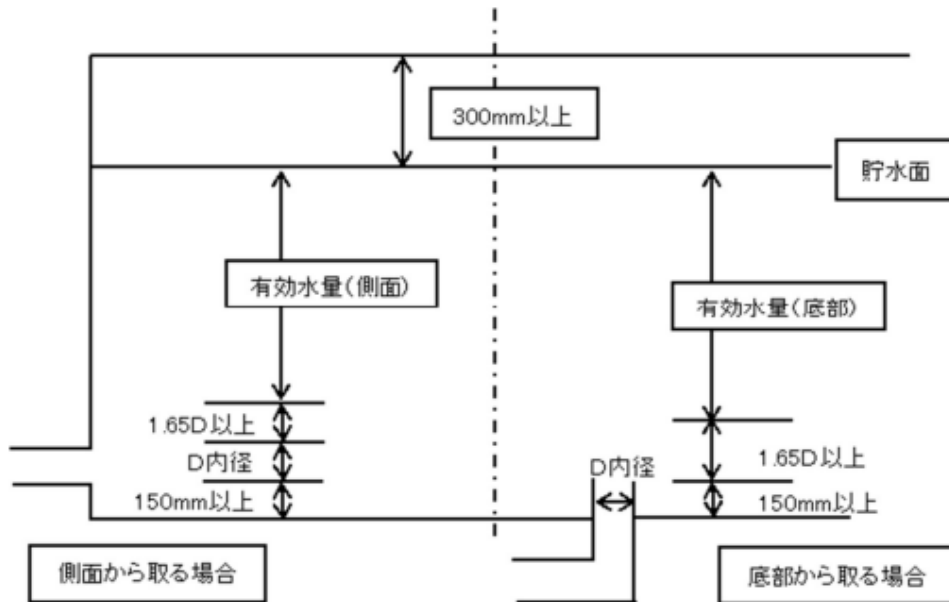 300mm以上
貯水面
有効水量(側面)
有効水量(底部)
1.65D以上
D内径
150mm以上
D内径
1.65D以上
150mm以上
側面から取る場合
底部から取る場合